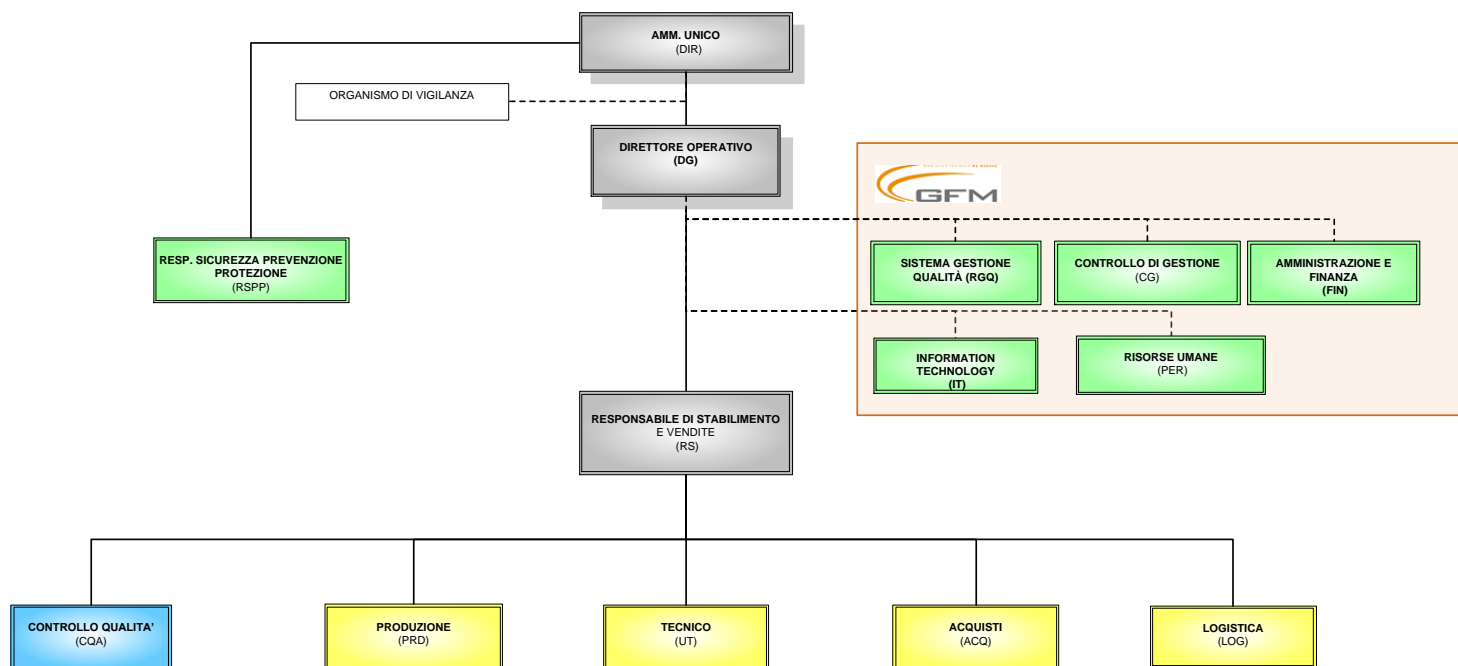 AMM. UNICO
(DIR)
ORGANISMO DI VIGILANZA
DIRETTORE OPERATIVO
(DG)
GFM
RESP. SICUREZZA PREVENZIONE
PROTEZIONE
(RSPP)
SISTEMA GESTIONE
QUALITÀ (RGQ)
CONTROLLO DI GESTIONE
(CG)
AMMINISTRAZIONE E
FINANZA
(FIN)
INFORMATION
TECHNOLOGY
(IT)
RISORSE UMANE
(PER)
RESPONSABILE DI STABILIMENTO
E VENDITE
(RS)
CONTROLLO QUALITA'
(CQA)
PRODUZIONE
(PRD)
TECNICO
(UT)
ACQUISTI
(ACQ)
LOGISTICA
(LOG)